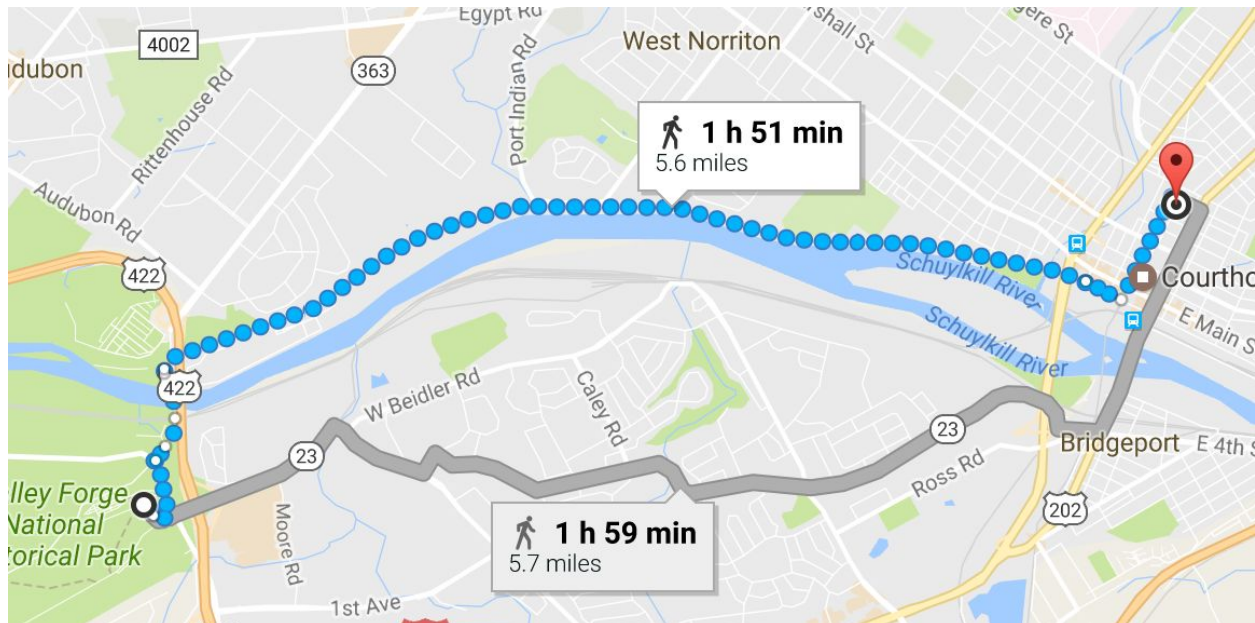 Egypt Rd
4002
West Norriton
udubon
363
Rittenhouse Rd
Port Indian Rd
1 h 51 min
5.6 miles
Audubon Rd
422
Schuylkill River
Courtho
422
E Main S
Schuylkill River
W Beidler Rd
Caley Rd
23
23
Bridgeport
E 4th S
Ross Rd
lley Forge
National
torical Park
Moore Rd
202
1 h 59 min
5.7 miles
1st Ave